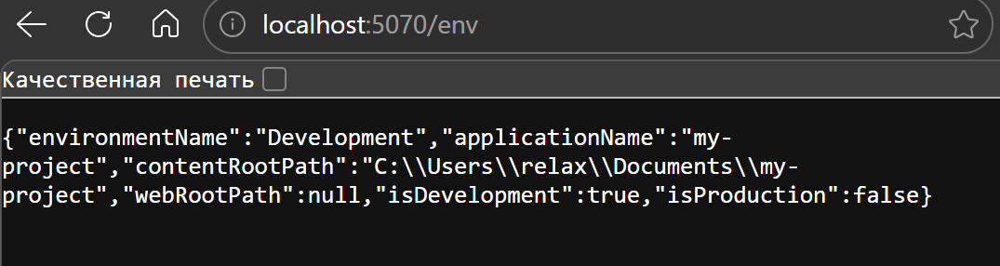 localhost:5070/env
Качественная печать
{"environmentName":"Development","applicationName":"my-
project","contentRootPath":"C:\\Users\\relax\\Documents\\my-
project","webRootPath":null,"isDevelopment":true,"isProduction":false}